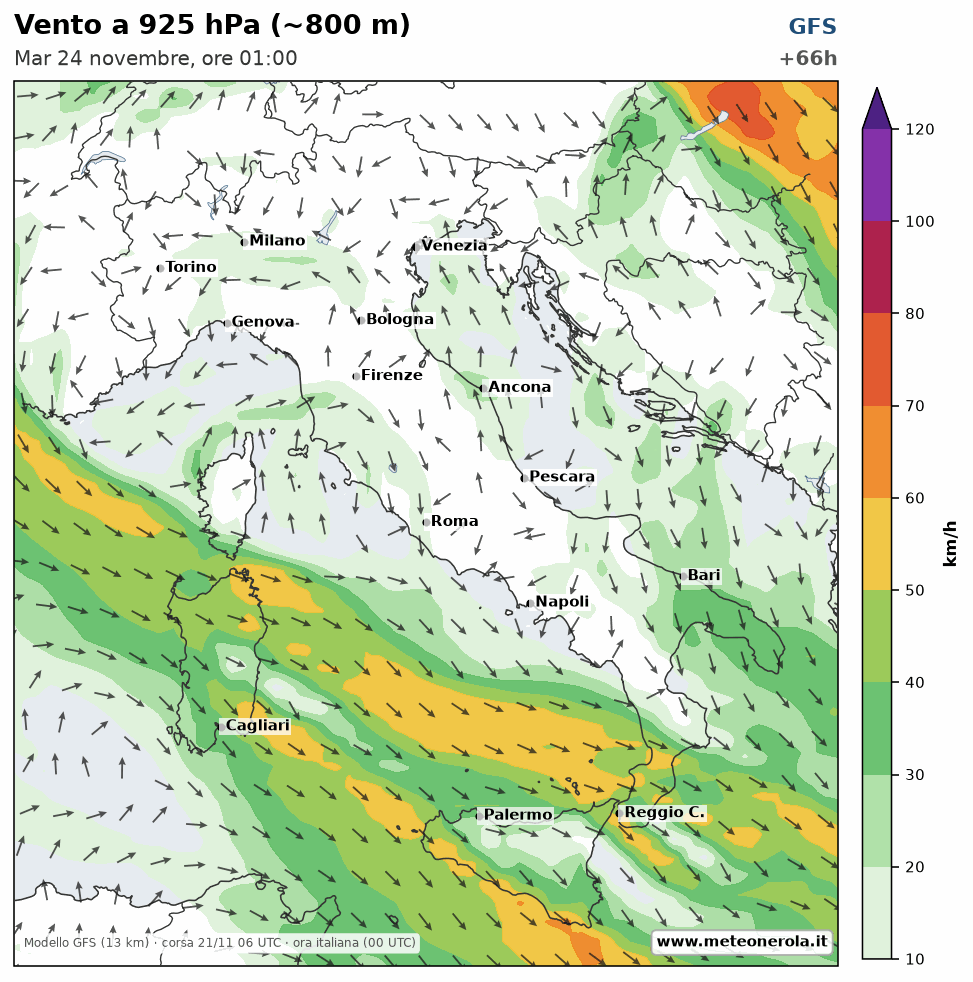 Vento a 925 hPa (~800 m)
GFS
Mar 24 novembre, ore 01:00
+66h
Milano
Venezia
Torino
Genova
Bologna
Firenze
Ancona
Pescara
Roma
Bari
Napoli
Cagliari
Palermo
Reggio C.
Modello GFS (13 km) · corsa 21/11 06 UTC · ora italiana (00 UTC)
www.meteonerola.it
120
100
80
70
60
50
40
30
20
10
km/h